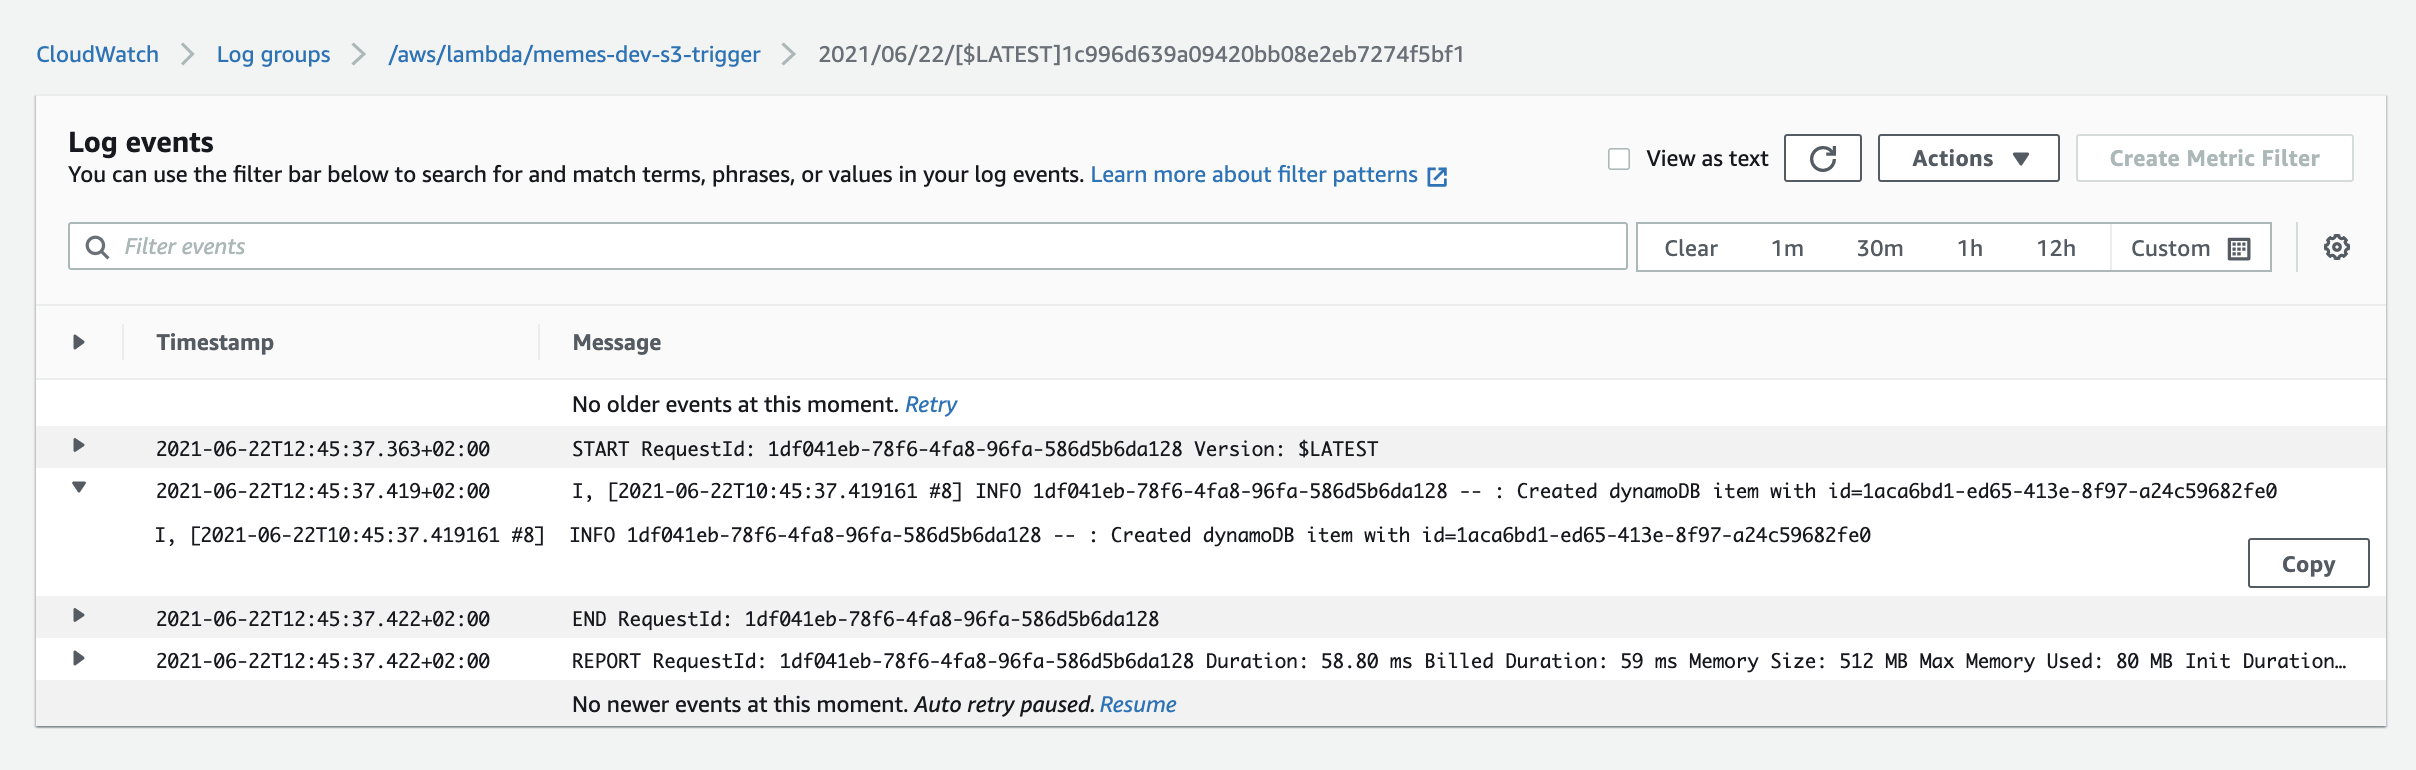 CloudWatch > Log groups > /aws/lambda/memes-dev-s3-trigger > 2021/06/22/[$LATEST]1c996d639a09420bb08e2eb7274f5bf1
Log events
You can use the filter bar below to search for and match terms, phrases, or values in your log events. Learn more about filter patterns
View as text
Actions
Create Metric Filter
Filter events
Clear 1m 30m 1h 12h Custom
Timestamp Message
No older events at this moment. Retry
2021-06-22T12:45:37.363+02:00 START RequestId: 1df041eb-78f6-4fa8-96fa-586d5b6da128 Version: $LATEST
2021-06-22T12:45:37.419+02:00 I, [2021-06-22T10:45:37.419161 #8] INFO 1df041eb-78f6-4fa8-96fa-586d5b6da128 -- : Created dynamoDB item with id=1aca6bd1-ed65-413e-8f97-a24c59682fe0
I, [2021-06-22T10:45:37.419161 #8]  INFO 1df041eb-78f6-4fa8-96fa-586d5b6da128 -- : Created dynamoDB item with id=1aca6bd1-ed65-413e-8f97-a24c59682fe0
Copy
2021-06-22T12:45:37.422+02:00 END RequestId: 1df041eb-78f6-4fa8-96fa-586d5b6da128
2021-06-22T12:45:37.422+02:00 REPORT RequestId: 1df041eb-78f6-4fa8-96fa-586d5b6da128 Duration: 58.80 ms Billed Duration: 59 ms Memory Size: 512 MB Max Memory Used: 80 MB Init Duration…
No newer events at this moment. Auto retry paused. Resume